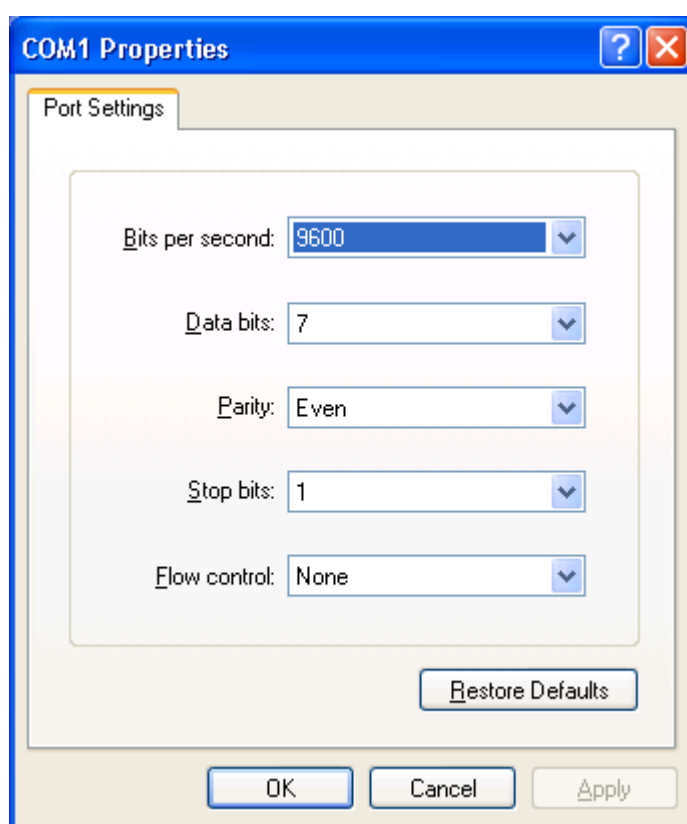 COM1 Properties
Port Settings
Bits per second: 9600
Data bits: 7
Parity: Even
Stop bits: 1
Flow control: None
Restore Defaults
OK Cancel Apply